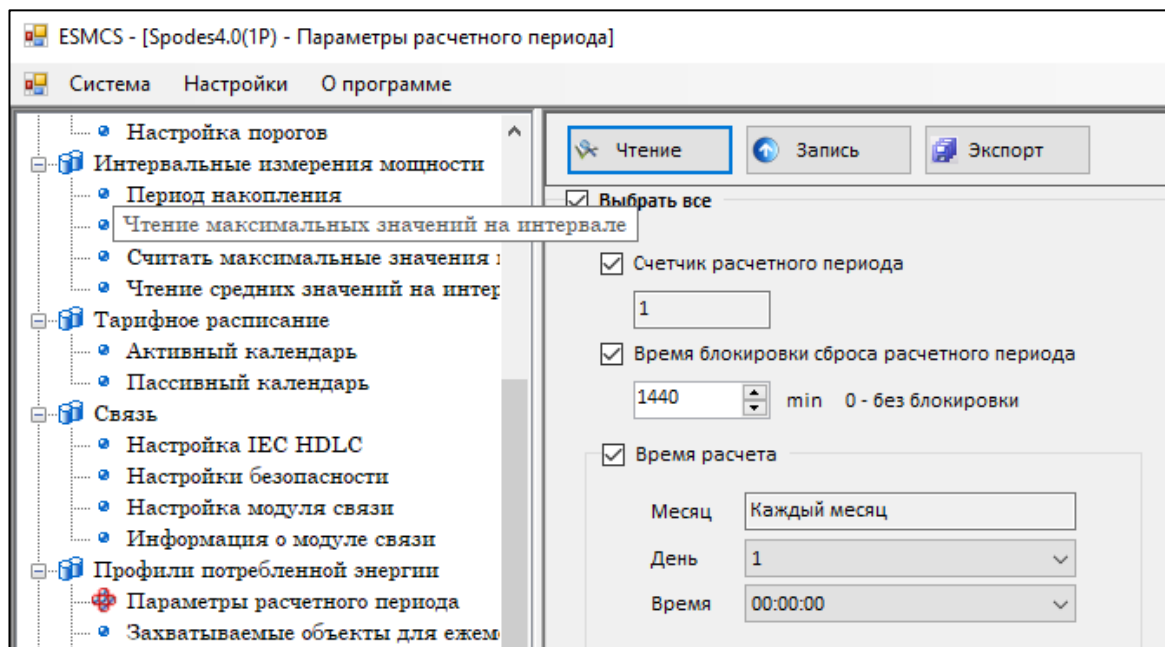 ESMCS - [Spodes4.0(1P) - Параметры расчетного периода]
Система Настройки О программе
Настройка порогов
Интервальные измерения мощности
Период накопления
Чтение максимальных значений на интервале
Считать максимальные значения
Чтение средних значений на интер
Тарифное расписание
Активный календарь
Пассивный календарь
Связь
Настройка IEC HDLC
Настройки безопасности
Настройка модуля связи
Информация о модуле связи
Профили потребленной энергии
Параметры расчетного периода
Захватываемые объекты для ежем
Чтение Запись Экспорт
Выбрать все
Счетчик расчетного периода
1
Время блокировки сброса расчетного периода
1440 min 0 - без блокировки
Время расчета
Месяц Каждый месяц
День 1
Время 00:00:00